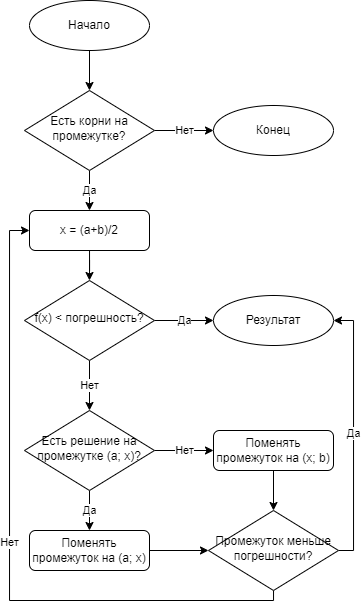 Начало
Есть корни на
промежутке?
Нет
Конец
Да
x = (a+b)/2
f(x) < погрешность?
Да
Результат
Нет
Есть решение на
промежутке (a; x)?
Нет
Поменять
промежуток на (x; b)
Да
Да
Поменять
промежуток на (a; x)
Промежуток меньше
погрешности?
Нет